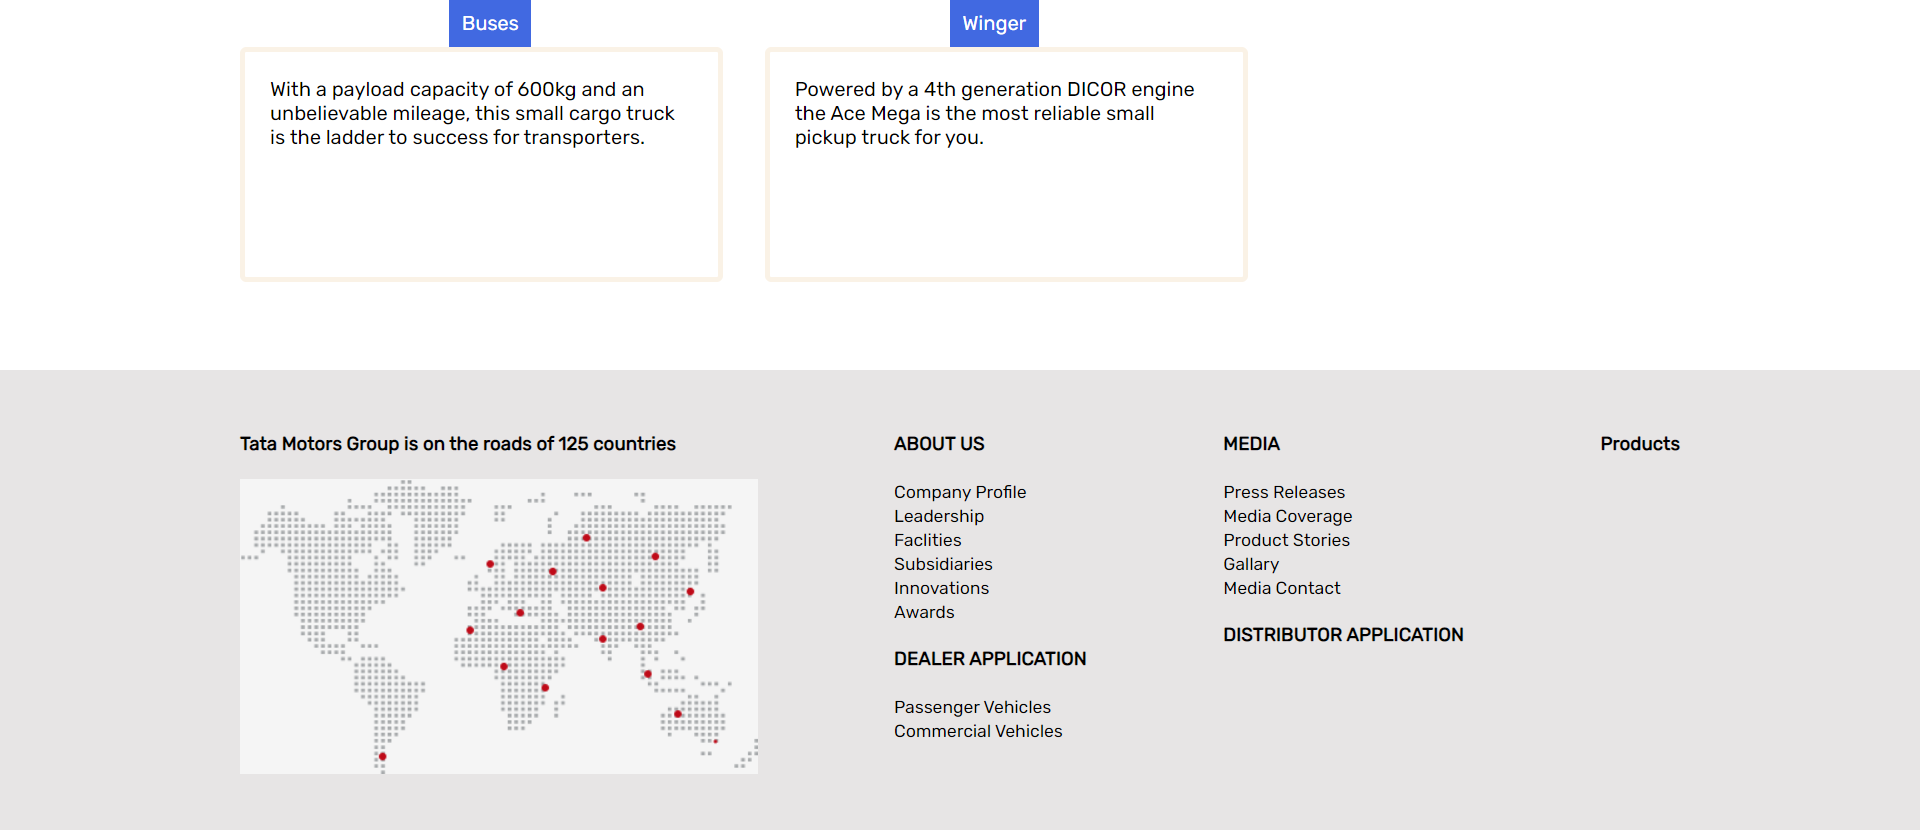 Buses
With a payload capacity of 600kg and an
unbelievable mileage, this small cargo truck
is the ladder to success for transporters.
Winger
Powered by a 4th generation DICOR engine
the Ace Mega is the most reliable small
pickup truck for you.
Tata Motors Group is on the roads of 125 countries
ABOUT US
Company Profile
Leadership
Faclities
Subsidiaries
Innovations
Awards
DEALER APPLICATION
Passenger Vehicles
Commercial Vehicles
MEDIA
Press Releases
Media Coverage
Product Stories
Gallary
Media Contact
DISTRIBUTOR APPLICATION
Products